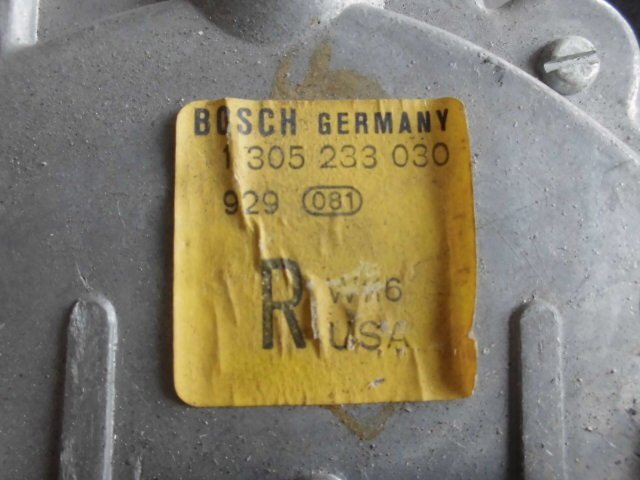 BOSCH GERMANY
1 305 233 030
929 081
R
USA